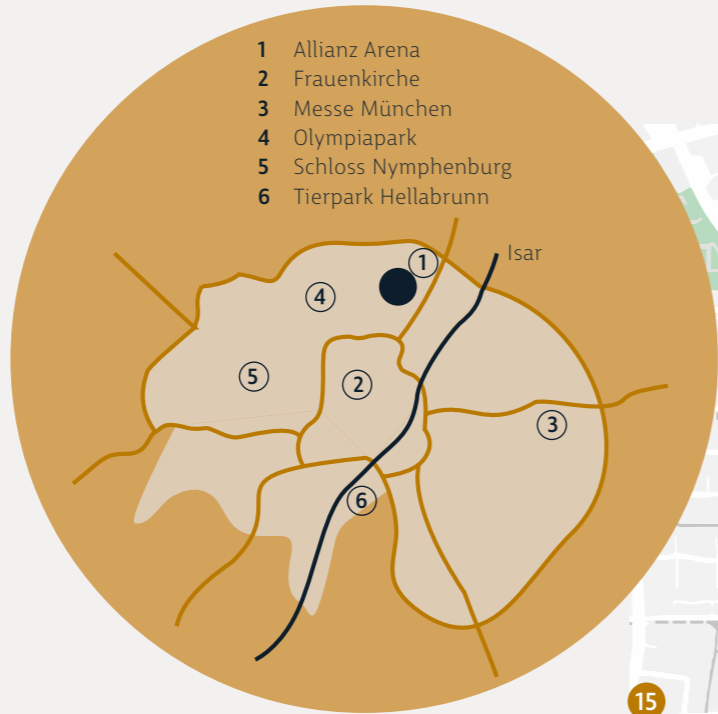 1 Allianz Arena
2 Frauenkirche
3 Messe München
4 Olympiapark
5 Schloss Nymphenburg
6 Tierpark Hellabrunn
Isar
1
4
5
2
3
6
15